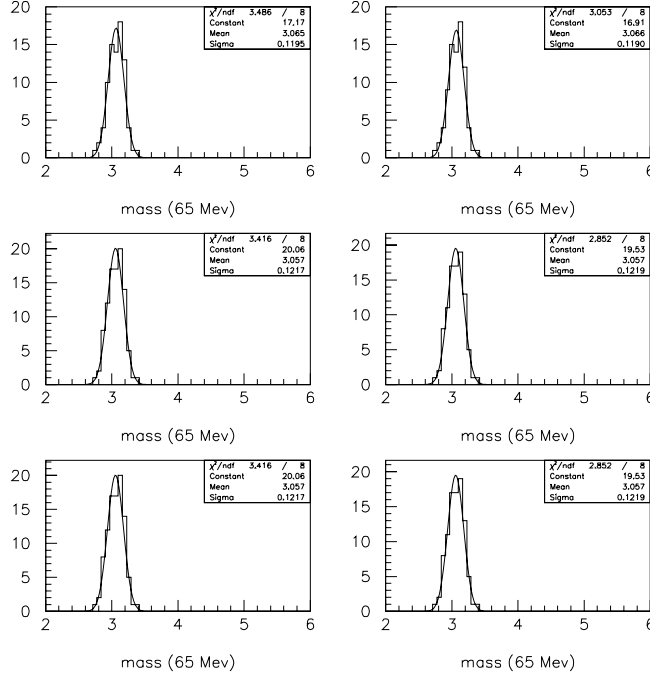 χ²/ndf 3.486 / 8
Constant 17.17
Mean 3.065
Sigma 0.1195
20
15
10
5
0
2 3 4 5 6
mass (65 Mev)
χ²/ndf 3.053 / 8
Constant 16.91
Mean 3.066
Sigma 0.1190
20
15
10
5
0
2 3 4 5 6
mass (65 Mev)
χ²/ndf 3.416 / 8
Constant 20.06
Mean 3.057
Sigma 0.1217
20
15
10
5
0
2 3 4 5 6
mass (65 Mev)
χ²/ndf 2.852 / 8
Constant 19.53
Mean 3.057
Sigma 0.1219
20
15
10
5
0
2 3 4 5 6
mass (65 Mev)
χ²/ndf 3.416 / 8
Constant 20.06
Mean 3.057
Sigma 0.1217
20
15
10
5
0
2 3 4 5 6
mass (65 Mev)
χ²/ndf 2.852 / 8
Constant 19.53
Mean 3.057
Sigma 0.1219
20
15
10
5
0
2 3 4 5 6
mass (65 Mev)